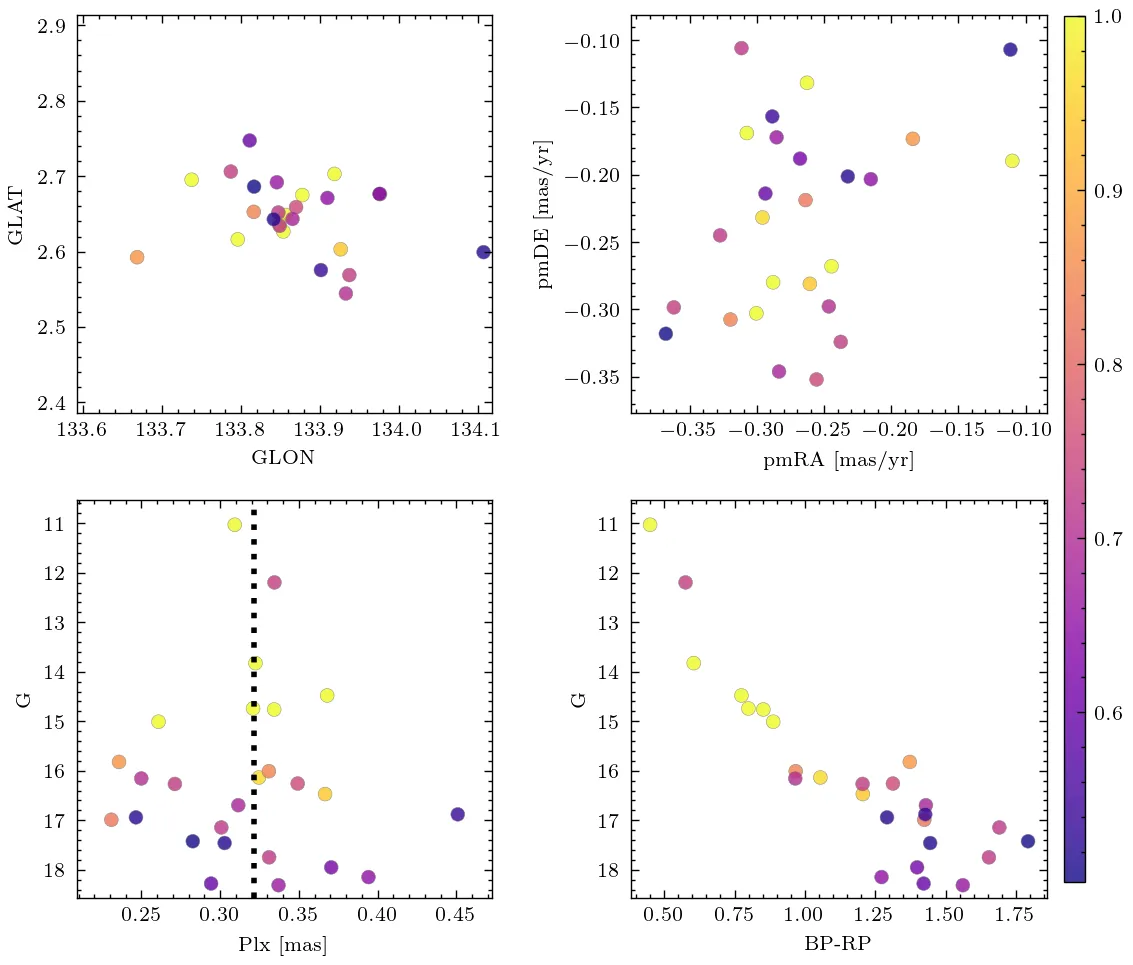 2.9
2.8
2.7
2.6
2.5
2.4
GLAT
133.6 133.7 133.8 133.9 134.0 134.1
GLON
−0.10
−0.15
−0.20
−0.25
−0.30
−0.35
pmDE [mas/yr]
−0.35 −0.30 −0.25 −0.20 −0.15 −0.10
pmRA [mas/yr]
1.0
0.9
0.8
0.7
0.6
11
12
13
14
15
16
17
18
G
0.25 0.30 0.35 0.40 0.45
Plx [mas]
11
12
13
14
15
16
17
18
G
0.50 0.75 1.00 1.25 1.50 1.75
BP-RP